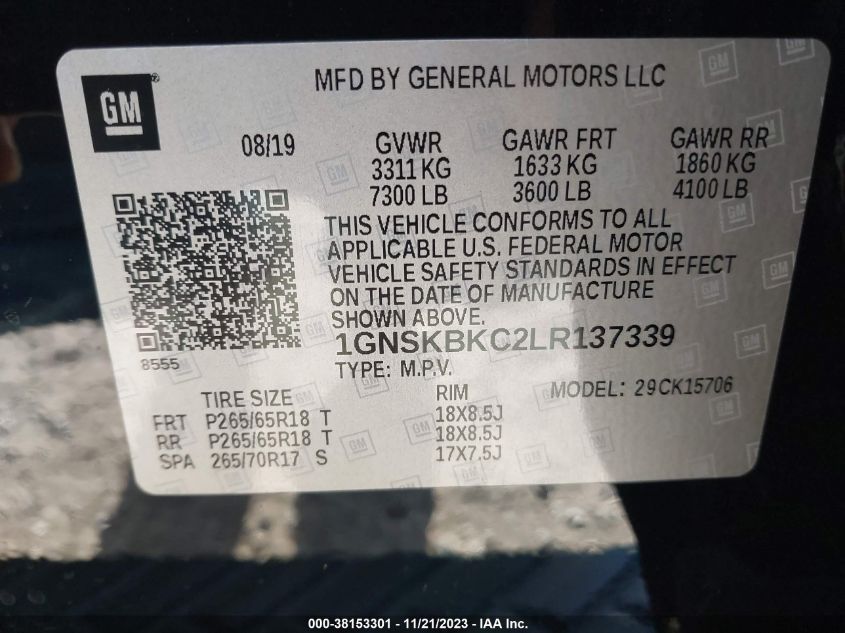 GM
MFD BY GENERAL MOTORS LLC
08/19 GVWR GAWR FRT GAWR RR
3311 KG 1633 KG 1860 KG
7300 LB 3600 LB 4100 LB
THIS VEHICLE CONFORMS TO ALL
APPLICABLE U.S. FEDERAL MOTOR
VEHICLE SAFETY STANDARDS IN EFFECT
ON THE DATE OF MANUFACTURE
SHOWN ABOVE.
1GNSKBKC2LR137339
8555
TYPE: M.P.V.
MODEL: 29CK15706
TIRE SIZE RIM
FRT P265/65R18 T 18X8.5J
RR P265/65R18 T 18X8.5J
SPA 265/70R17 S 17X7.5J
000-38153301 - 11/21/2023 - IAA Inc.